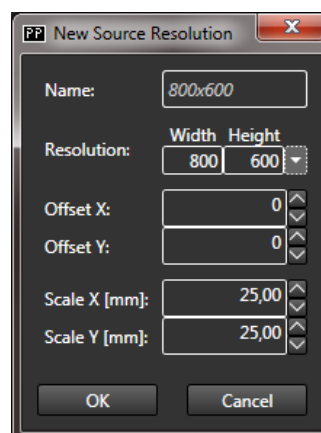 PP New Source Resolution X
Name: 800x600
Width Height
Resolution: 800 600
Offset X: 0
Offset Y: 0
Scale X [mm]: 25,00
Scale Y [mm]: 25,00
OK Cancel